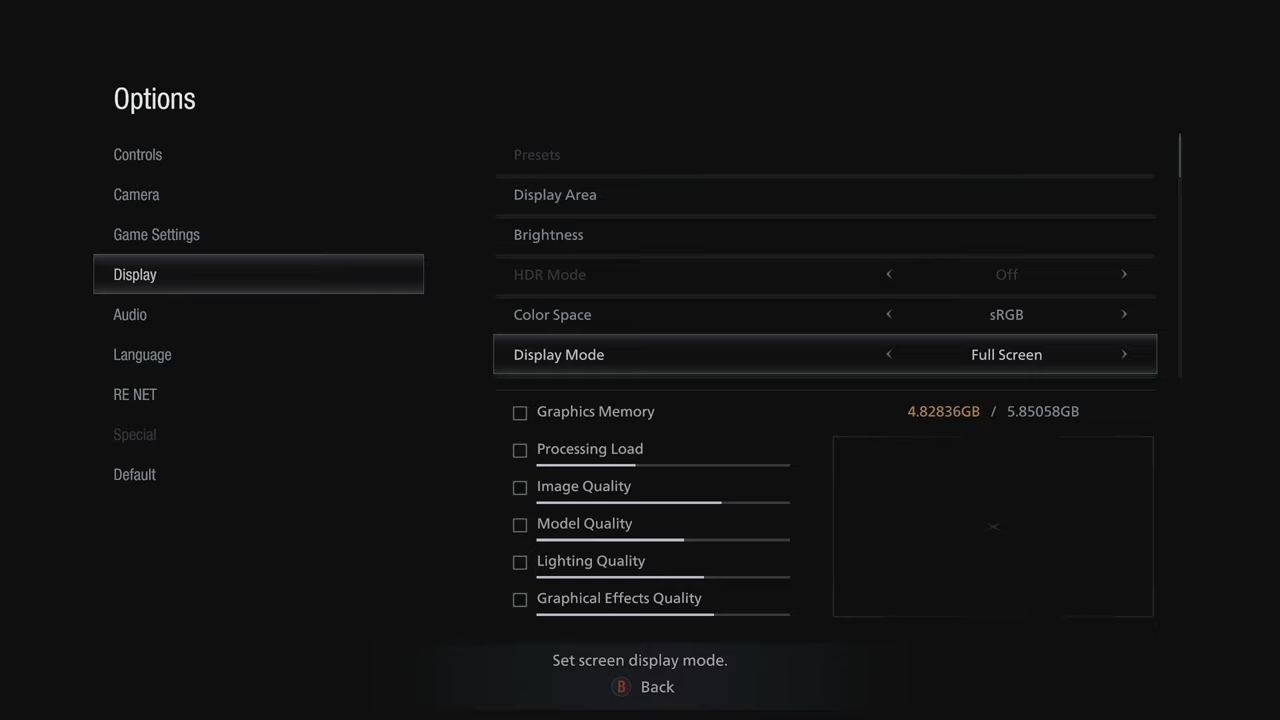 Options
Controls
Camera
Game Settings
Display
Audio
Language
RE NET
Special
Default
Presets
Display Area
Brightness
HDR Mode Off
Color Space sRGB
Display Mode Full Screen
Graphics Memory 4.82836GB / 5.85058GB
Processing Load
Image Quality
Model Quality
Lighting Quality
Graphical Effects Quality
Set screen display mode.
B Back